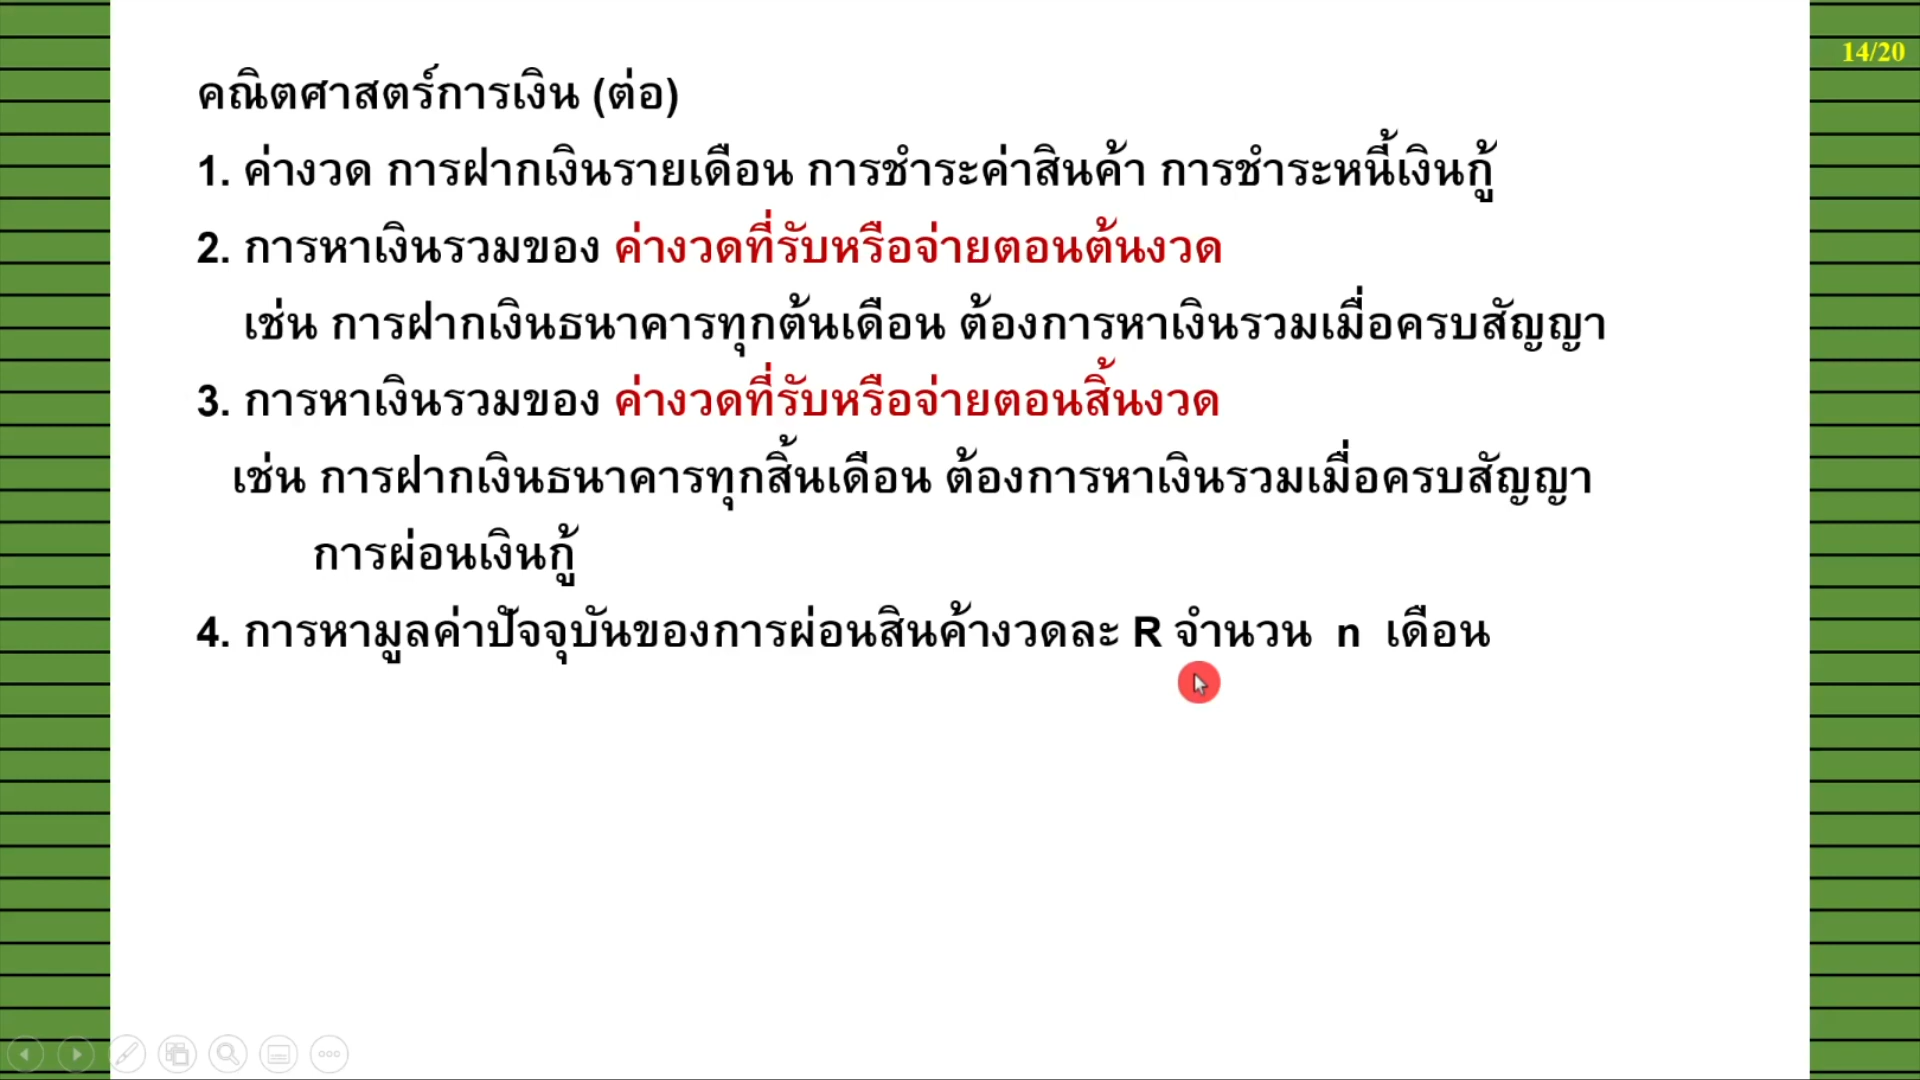 14/20
คณิตศาสตร์การเงิน (ต่อ)
1. ค่างวด การฝากเงินรายเดือน การชำระค่าสินค้า การชำระหนี้เงินกู้
2. การหาเงินรวมของ ค่างวดที่รับหรือจ่ายตอนต้นงวด
เช่น การฝากเงินธนาคารทุกต้นเดือน ต้องการหาเงินรวมเมื่อครบสัญญา
3. การหาเงินรวมของ ค่างวดที่รับหรือจ่ายตอนสิ้นงวด
เช่น การฝากเงินธนาคารทุกสิ้นเดือน ต้องการหาเงินรวมเมื่อครบสัญญา
การผ่อนเงินกู้
4. การหามูลค่าปัจจุบันของการผ่อนสินค้างวดละ R จำนวน n เดือน